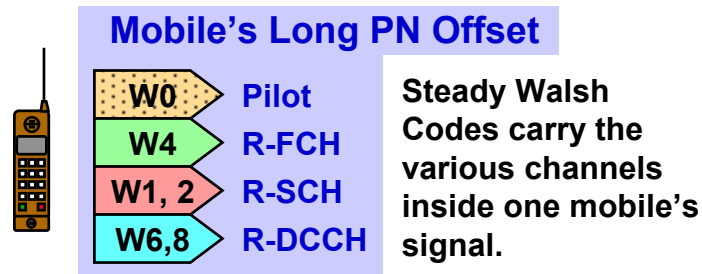 Mobile's Long PN Offset
W0 Pilot
W4 R-FCH
W1, 2 R-SCH
W6,8 R-DCCH
Steady Walsh
Codes carry the
various channels
inside one mobile's
signal.